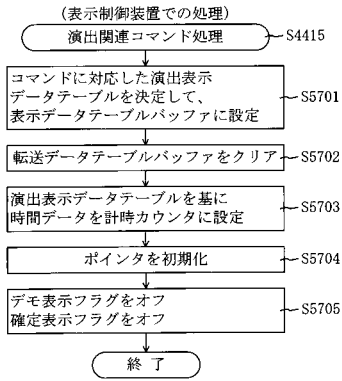 (表示制御装置での処理)
演出関連コマンド処理
S4415
コマンドに対応した演出表示
データテーブルを決定して、
表示データテーブルバッファに設定
S5701
転送データテーブルバッファをクリア
S5702
演出表示データテーブルを基に
時間データを計時カウンタに設定
S5703
ポインタを初期化
S5704
デモ表示フラグをオフ
確定表示フラグをオフ
S5705
終了